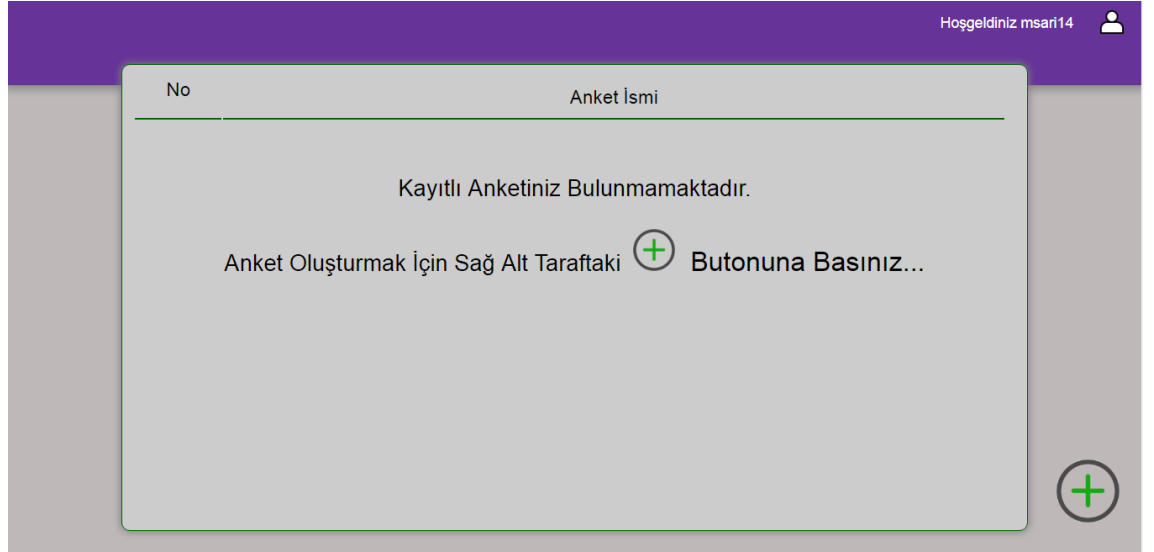 Hoşgeldiniz msari14
No
Anket İsmi
Kayıtlı Anketiniz Bulunmamaktadır.
Anket Oluşturmak İçin Sağ Alt Taraftaki Butonuna Basınız...